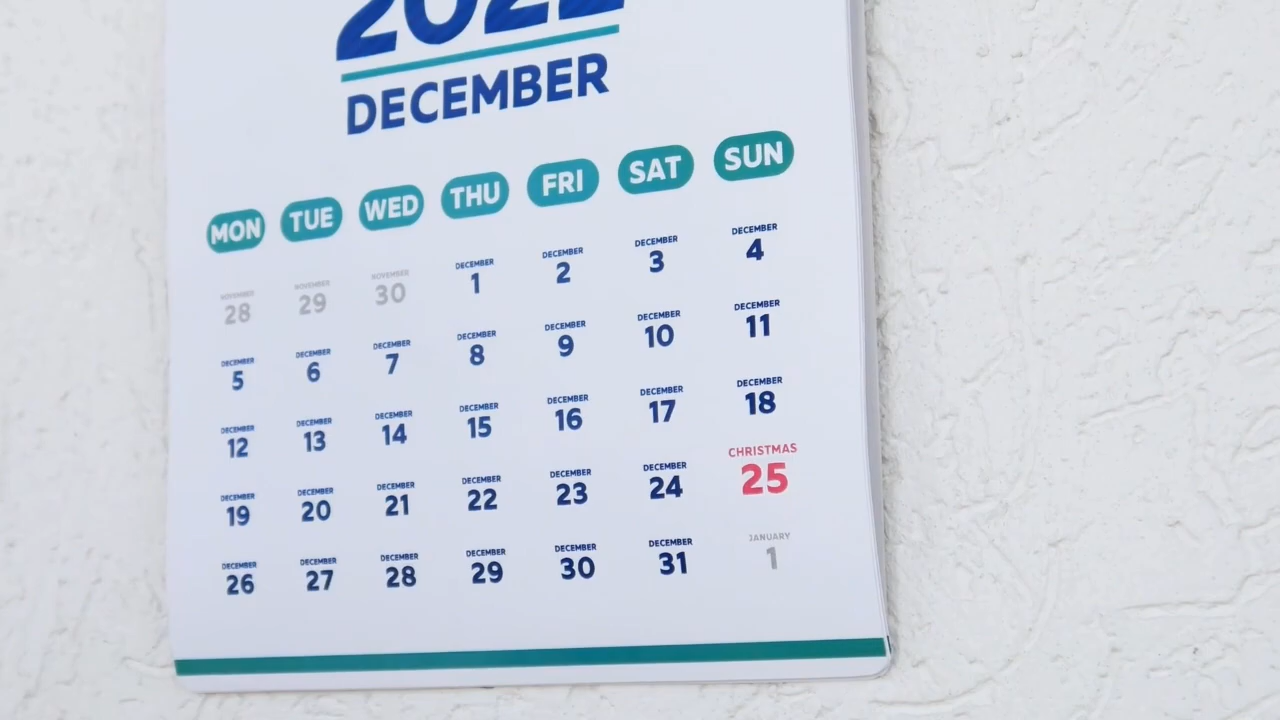 2022
DECEMBER
MON TUE WED THU FRI SAT SUN
NOVEMBER NOVEMBER NOVEMBER DECEMBER DECEMBER DECEMBER DECEMBER
28 29 30 1 2 3 4
DECEMBER DECEMBER DECEMBER DECEMBER DECEMBER DECEMBER DECEMBER
5 6 7 8 9 10 11
DECEMBER DECEMBER DECEMBER DECEMBER DECEMBER DECEMBER DECEMBER
12 13 14 15 16 17 18
DECEMBER DECEMBER DECEMBER DECEMBER DECEMBER DECEMBER CHRISTMAS
19 20 21 22 23 24 25
DECEMBER DECEMBER DECEMBER DECEMBER DECEMBER DECEMBER JANUARY
26 27 28 29 30 31 1